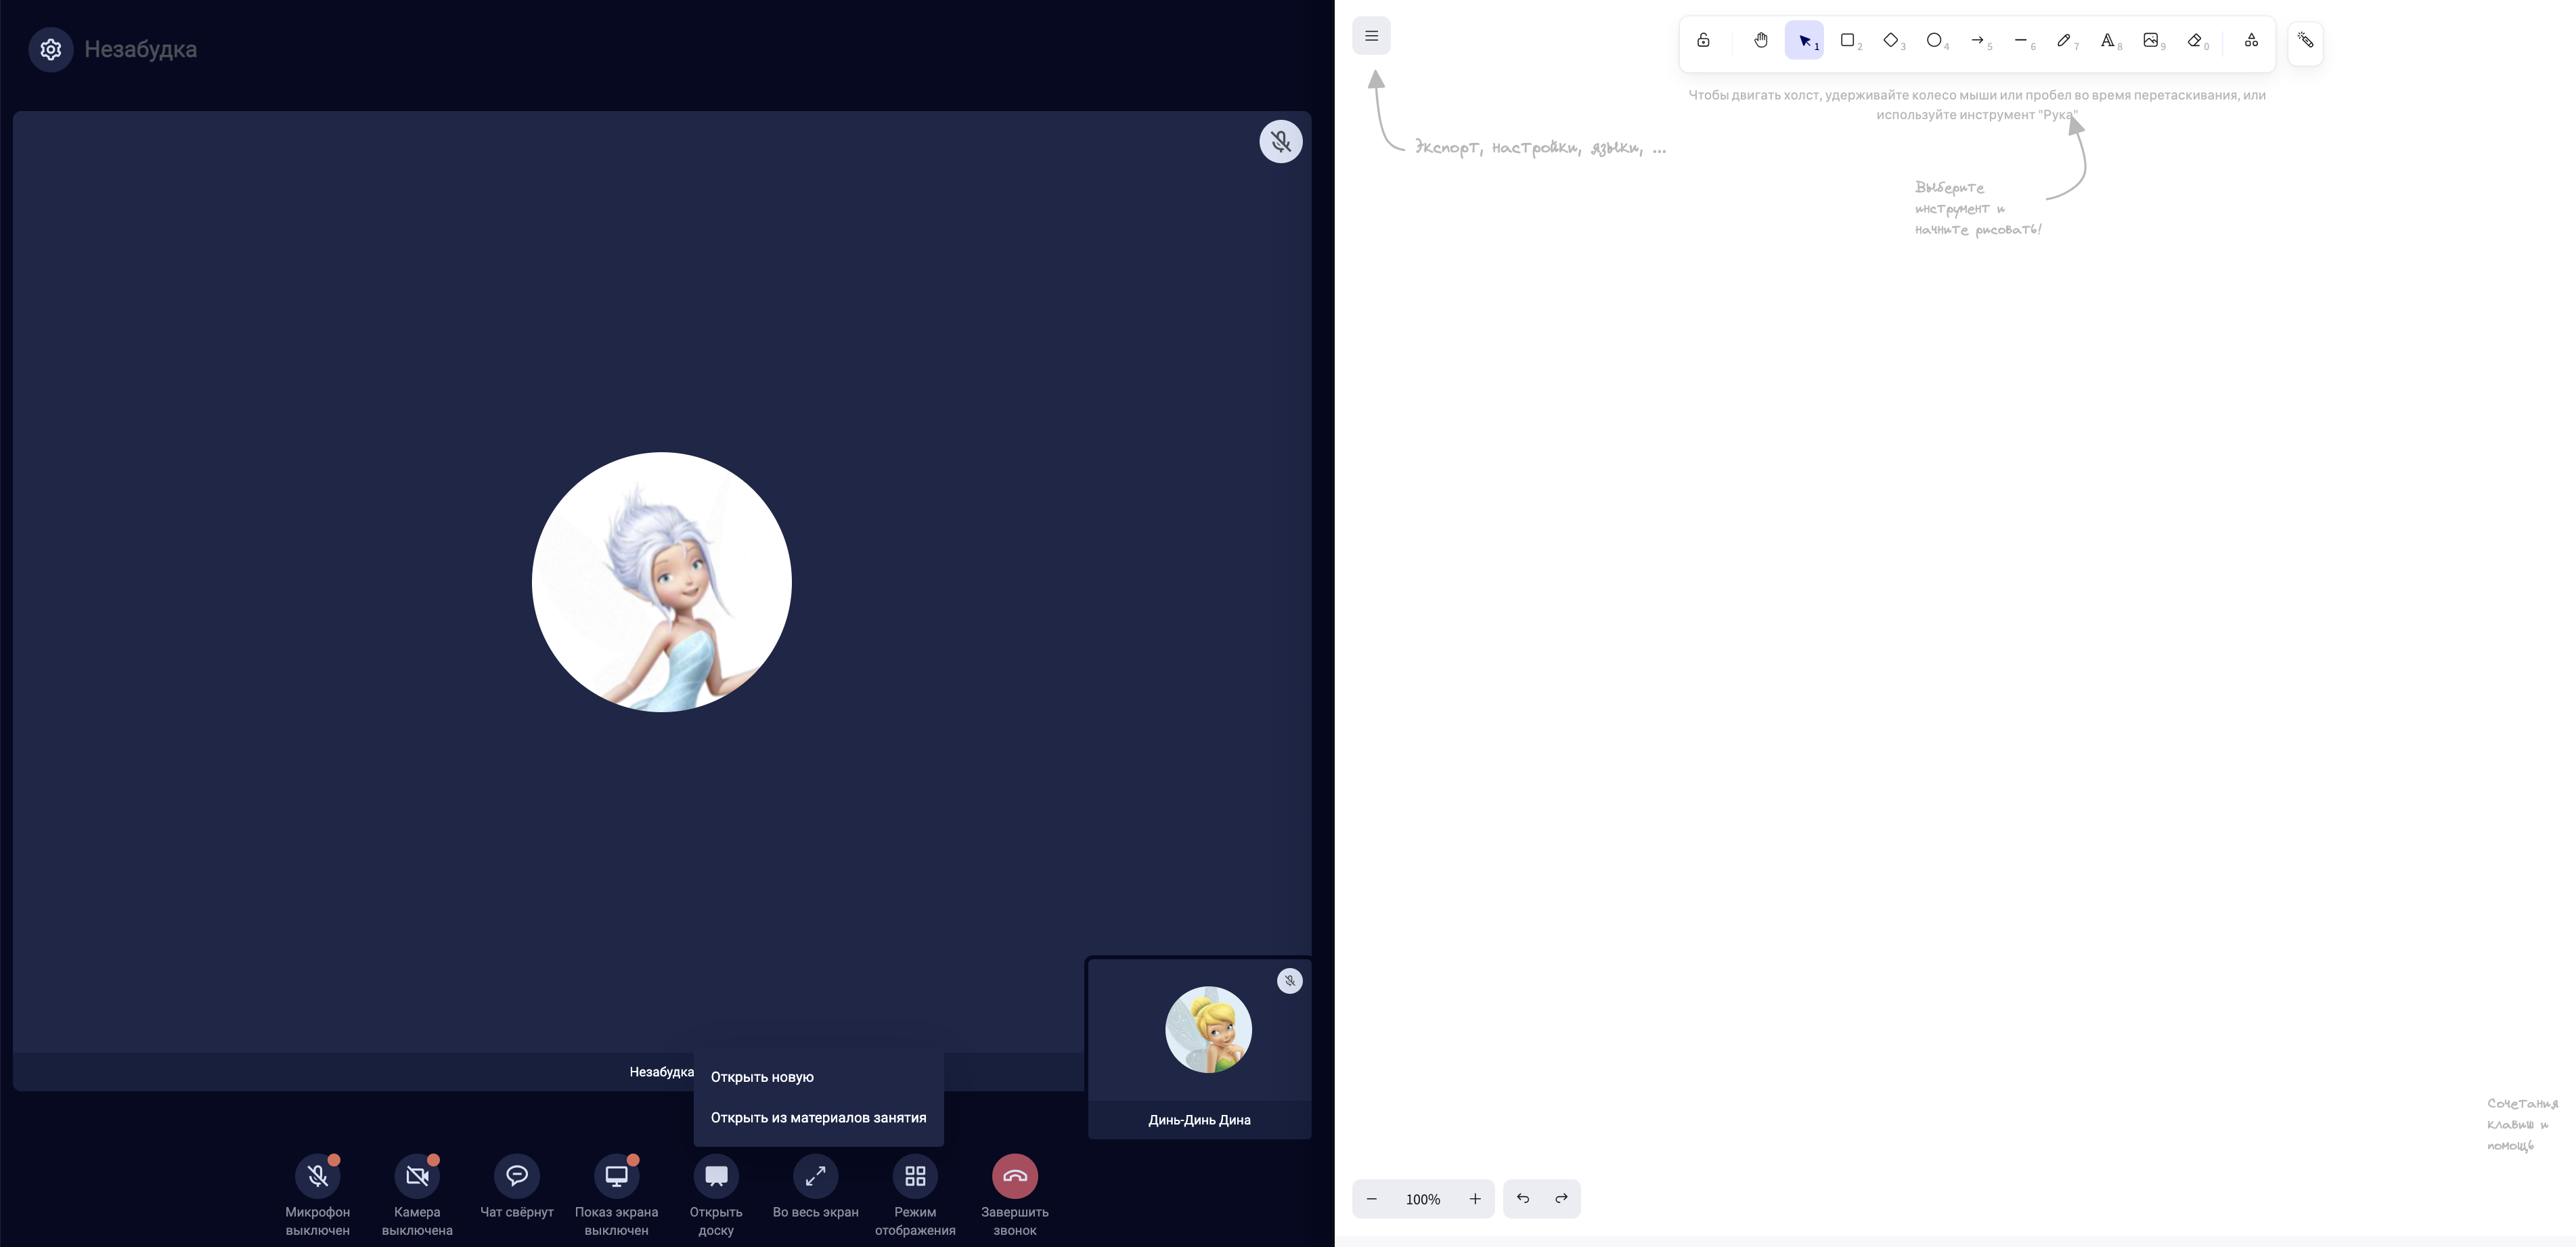 Незабудка
1
2
3
4
5
6
7
8
9
0
Чтобы двигать холст, удерживайте колесо мыши или пробел во время перетаскивания, или
используйте инструмент "Рука"
Экспорт, настройки, языки, ...
Выберите
инструмент и
начните рисовать!
Незабудка
Открыть новую
Открыть из материалов занятия
Динь-Динь Дина
Микрофон
выключен
Камера
выключена
Чат свёрнут
Показ экрана
выключен
Открыть
доску
Во весь экран
Режим
отображения
Завершить
звонок
Сочетания
клавиш и
помощь
100%